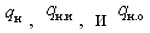 qн , qн.н , и qн.о